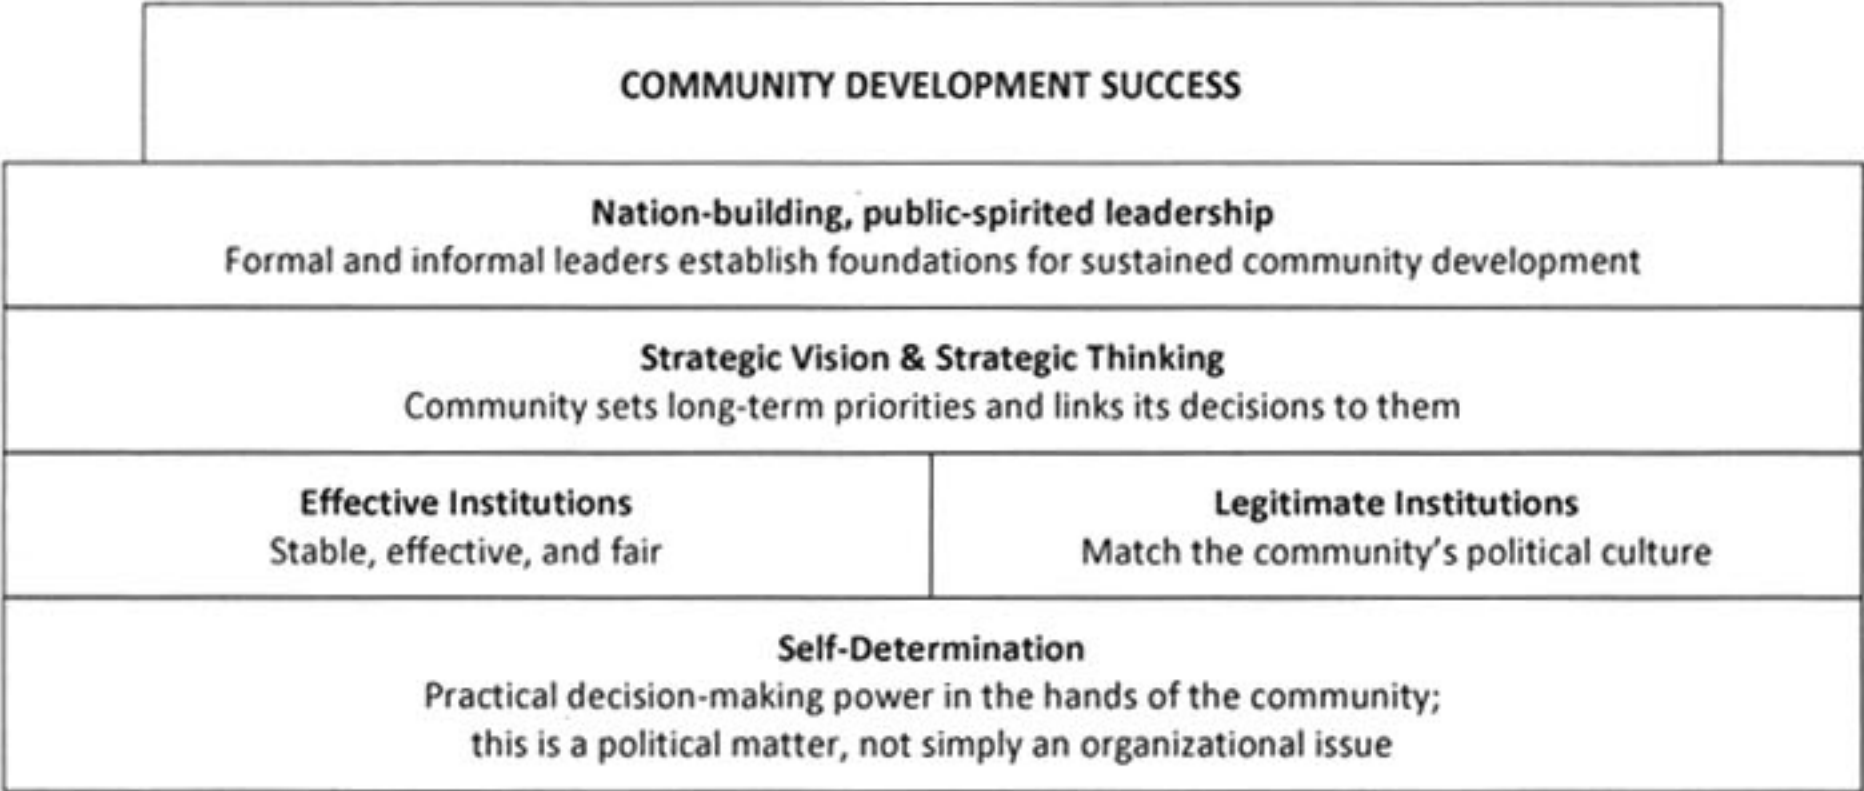 COMMUNITY DEVELOPMENT SUCCESS
Nation-building, public-spirited leadership
Formal and informal leaders establish foundations for sustained community development
Strategic Vision & Strategic Thinking
Community sets long-term priorities and links its decisions to them
Effective Institutions
Stable, effective, and fair
Legitimate Institutions
Match the community's political culture
Self-Determination
Practical decision-making power in the hands of the community;
this is a political matter, not simply an organizational issue